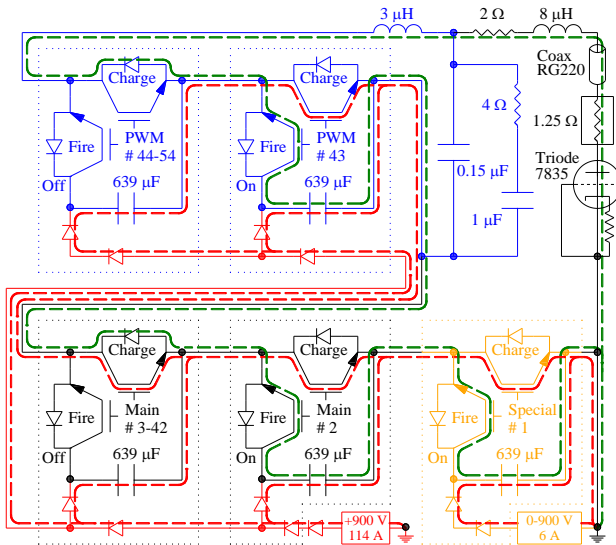 3 μH
2 Ω
8 μH
Coax
RG220
Charge
Charge
4 Ω
1.25 Ω
Fire
PWM
# 44-54
Fire
PWM
# 43
Triode
7835
0.15 μF
Off
639 μF
On
639 μF
1 μF
Charge
Charge
Charge
Fire
Main
# 3-42
Fire
Main
# 2
Fire
Special
# 1
Off
639 μF
On
639 μF
On
639 μF
+900 V
114 A
0-900 V
6 A